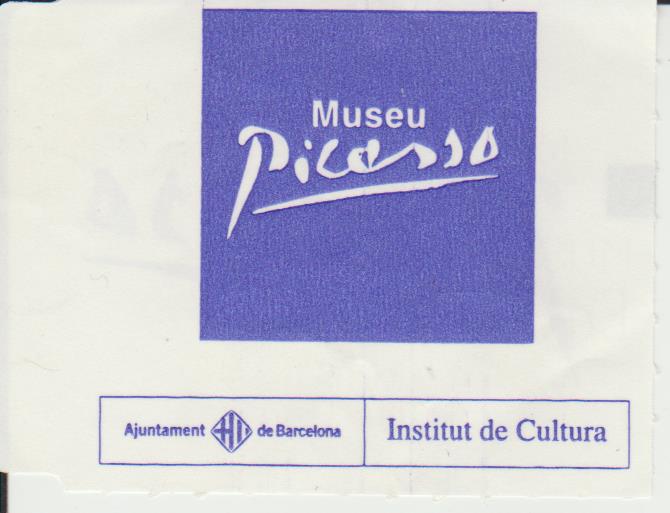 Museu
Picasso
Ajuntament de Barcelona
Institut de Cultura